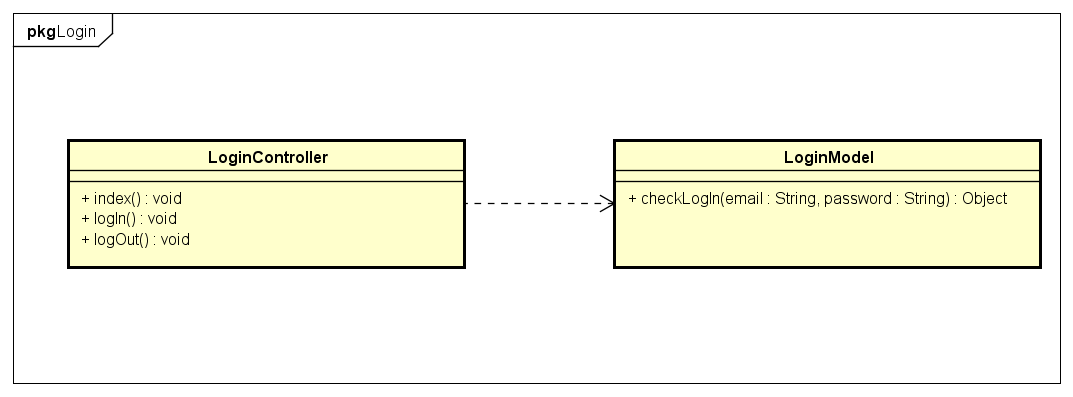 pkgLogin
LoginController
+ index() : void
+ logIn() : void
+ logOut() : void
LoginModel
+ checkLogIn(email : String, password : String) : Object